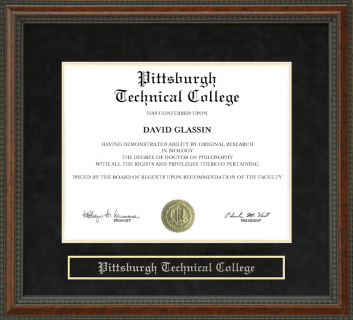 Pittsburgh
Technical College
HAS CONFERRED UPON
DAVID GLASSIN
HAVING DEMONSTRATED ABILITY BY ORIGINAL RESEARCH
IN BIOLOGY
THE DEGREE OF DOCTOR OF PHILOSOPHY
WITH ALL THE RIGHTS AND PRIVILEGES THERETO PERTAINING
ISSUED BY THE BOARD OF REGENTS UPON RECOMMENDATION OF THE FACULTY
PROVOST
PRESIDENT
Pittsburgh Technical College